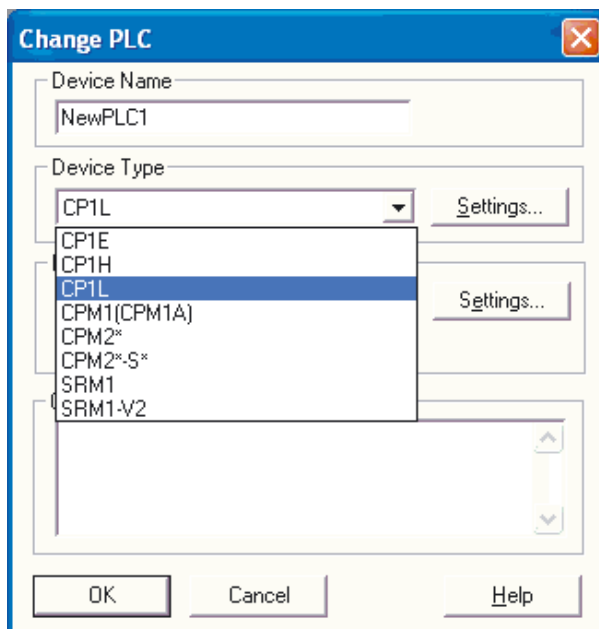 Change PLC
Device Name
NewPLC1
Device Type
CP1L
Settings...
CP1E
CP1H
CP1L
Settings...
CPM1(CPM1A)
CPM2*
CPM2*-S*
SRM1
SRM1-V2
OK Cancel Help